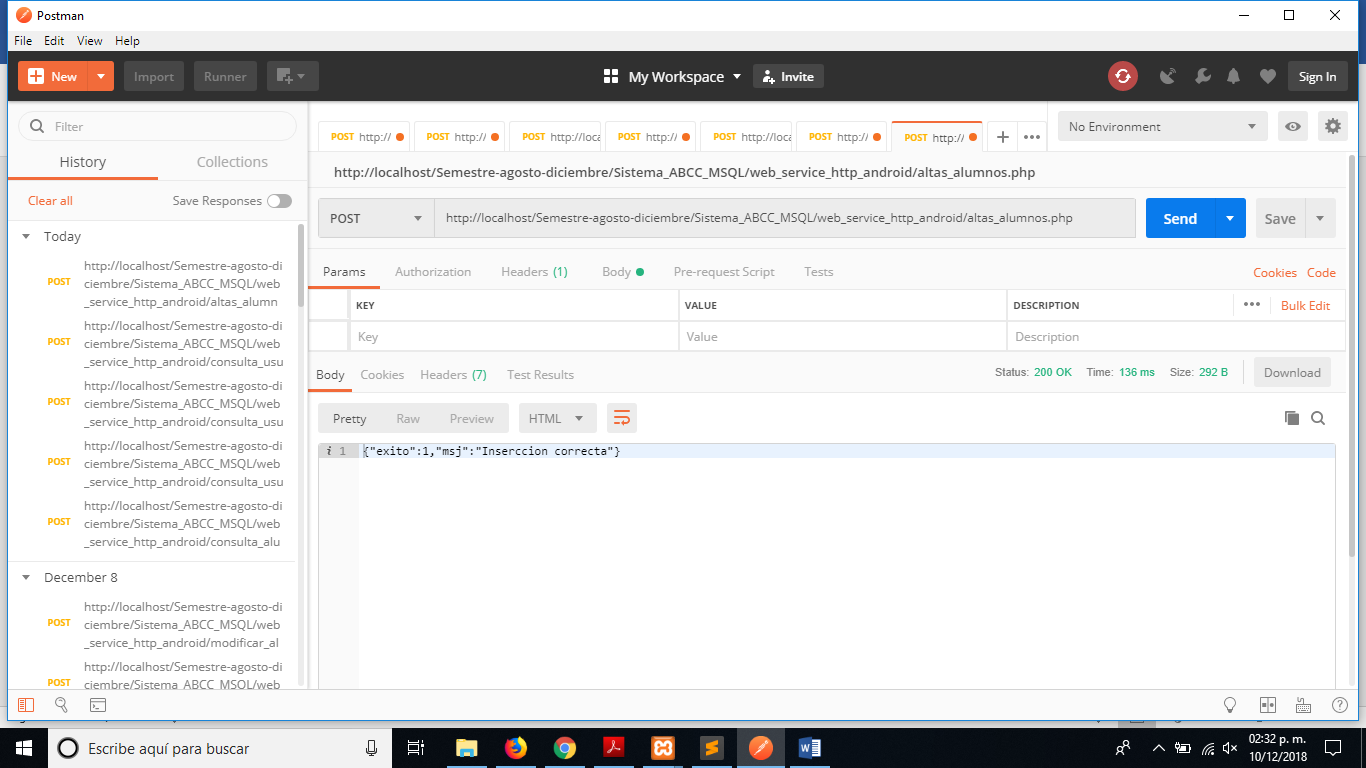 Postman
File Edit View Help
New Import Runner My Workspace Invite Sign In
Filter
History Collections
Clear all Save Responses
Today
POST http://localhost/Semestre-agosto-di
ciembre/Sistema_ABCC_MSQL/web
_service_http_android/altas_alumn
POST http://localhost/Semestre-agosto-di
ciembre/Sistema_ABCC_MSQL/web
_service_http_android/consulta_usu
POST http://localhost/Semestre-agosto-di
ciembre/Sistema_ABCC_MSQL/web
_service_http_android/consulta_usu
POST http://localhost/Semestre-agosto-di
ciembre/Sistema_ABCC_MSQL/web
_service_http_android/consulta_usu
POST http://localhost/Semestre-agosto-di
ciembre/Sistema_ABCC_MSQL/web
_service_http_android/consulta_alu
December 8
POST http://localhost/Semestre-agosto-di
ciembre/Sistema_ABCC_MSQL/web
_service_http_android/modificar_al
POST http://localhost/Semestre-agosto-di
ciembre/Sistema_ABCC_MSQL/web
POST http:// POST http:// POST http://loca POST http:// POST http://loca POST http:// POST http:// + •••
No Environment
http://localhost/Semestre-agosto-diciembre/Sistema_ABCC_MSQL/web_service_http_android/altas_alumnos.php
POST http://localhost/Semestre-agosto-diciembre/Sistema_ABCC_MSQL/web_service_http_android/altas_alumnos.php Send Save
Params Authorization Headers (1) Body Pre-request Script Tests Cookies Code
KEY VALUE DESCRIPTION ••• Bulk Edit
Key Value Description
Body Cookies Headers (7) Test Results Status: 200 OK Time: 136 ms Size: 292 B Download
Pretty Raw Preview HTML
i 1 {"exito":1,"msj":"Inserccion correcta"}
Escribe aquí para buscar
02:32 p. m.
10/12/2018